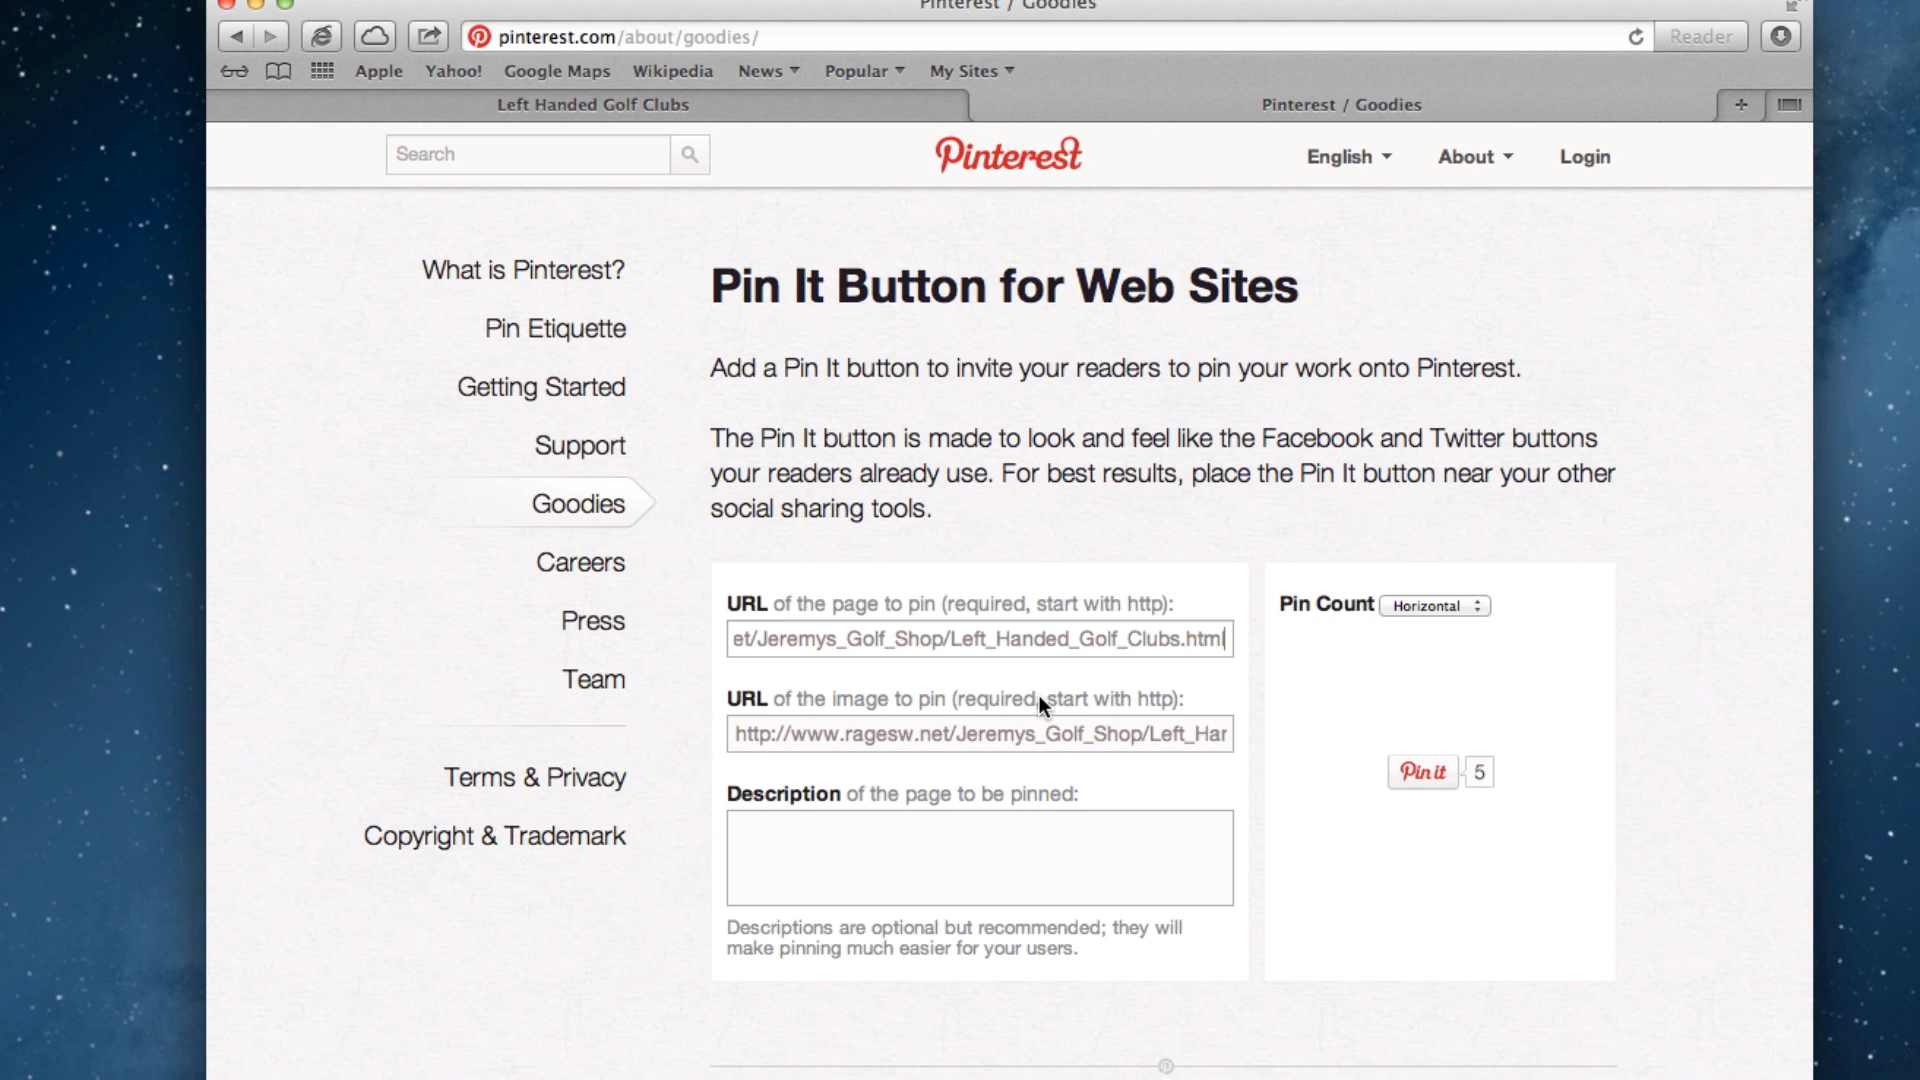 Pinterest / Goodies
pinterest.com/about/goodies/
Reader
Apple
Yahoo!
Google Maps
Wikipedia
News
Popular
My Sites
Left Handed Golf Clubs
Pinterest / Goodies
Search
Pinterest
English
About
Login
What is Pinterest?
Pin Etiquette
Getting Started
Support
Goodies
Careers
Press
Team
Terms & Privacy
Copyright & Trademark
Pin It Button for Web Sites
Add a Pin It button to invite your readers to pin your work onto Pinterest.
The Pin It button is made to look and feel like the Facebook and Twitter buttons
your readers already use. For best results, place the Pin It button near your other
social sharing tools.
URL of the page to pin (required, start with http):
et/Jeremys_Golf_Shop/Left_Handed_Golf_Clubs.html
URL of the image to pin (required, start with http):
http://www.ragesw.net/Jeremys_Golf_Shop/Left_Har
Description of the page to be pinned:
Descriptions are optional but recommended; they will
make pinning much easier for your users.
Pin Count Horizontal
Pin it 5